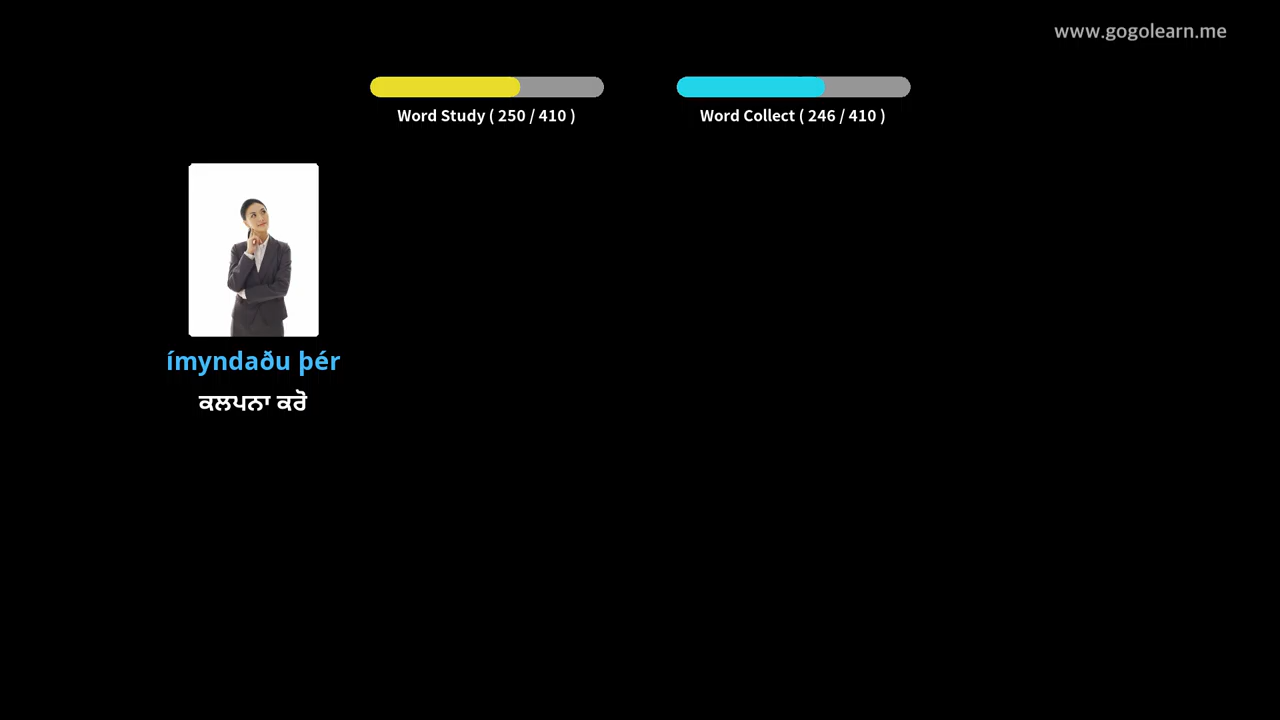 www.gogolearn.me
Word Study ( 250 / 410 )
Word Collect ( 246 / 410 )
ímyndaðu þér
ਕਲਪਨਾ ਕਰੋ